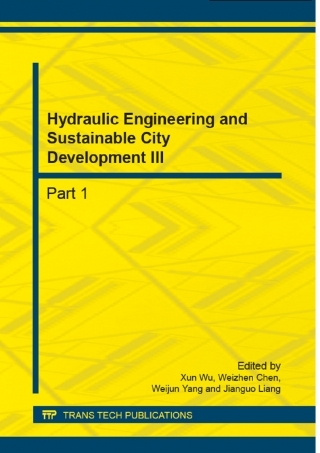 Hydraulic Engineering and
Sustainable City
Development III
Part 1
Edited by
Xun Wu, Weizhen Chen,
Weijun Yang and Jianguo Liang
TTP TRANS TECH PUBLICATIONS